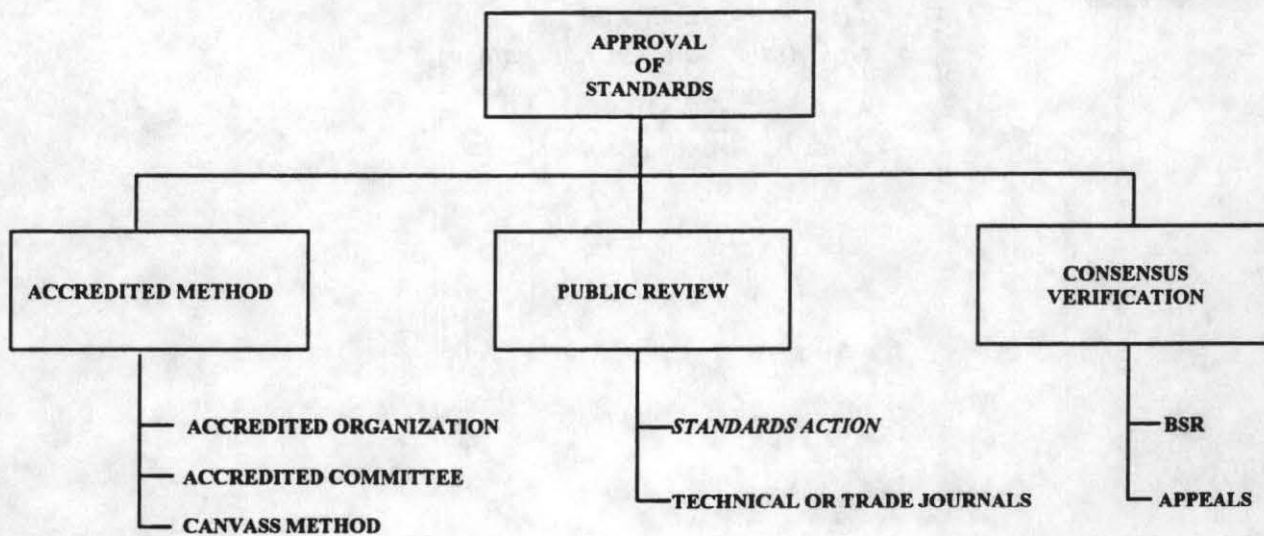 APPROVAL
OF
STANDARDS
ACCREDITED METHOD
PUBLIC REVIEW
CONSENSUS
VERIFICATION
ACCREDITED ORGANIZATION
ACCREDITED COMMITTEE
CANVASS METHOD
STANDARDS ACTION
TECHNICAL OR TRADE JOURNALS
BSR
APPEALS